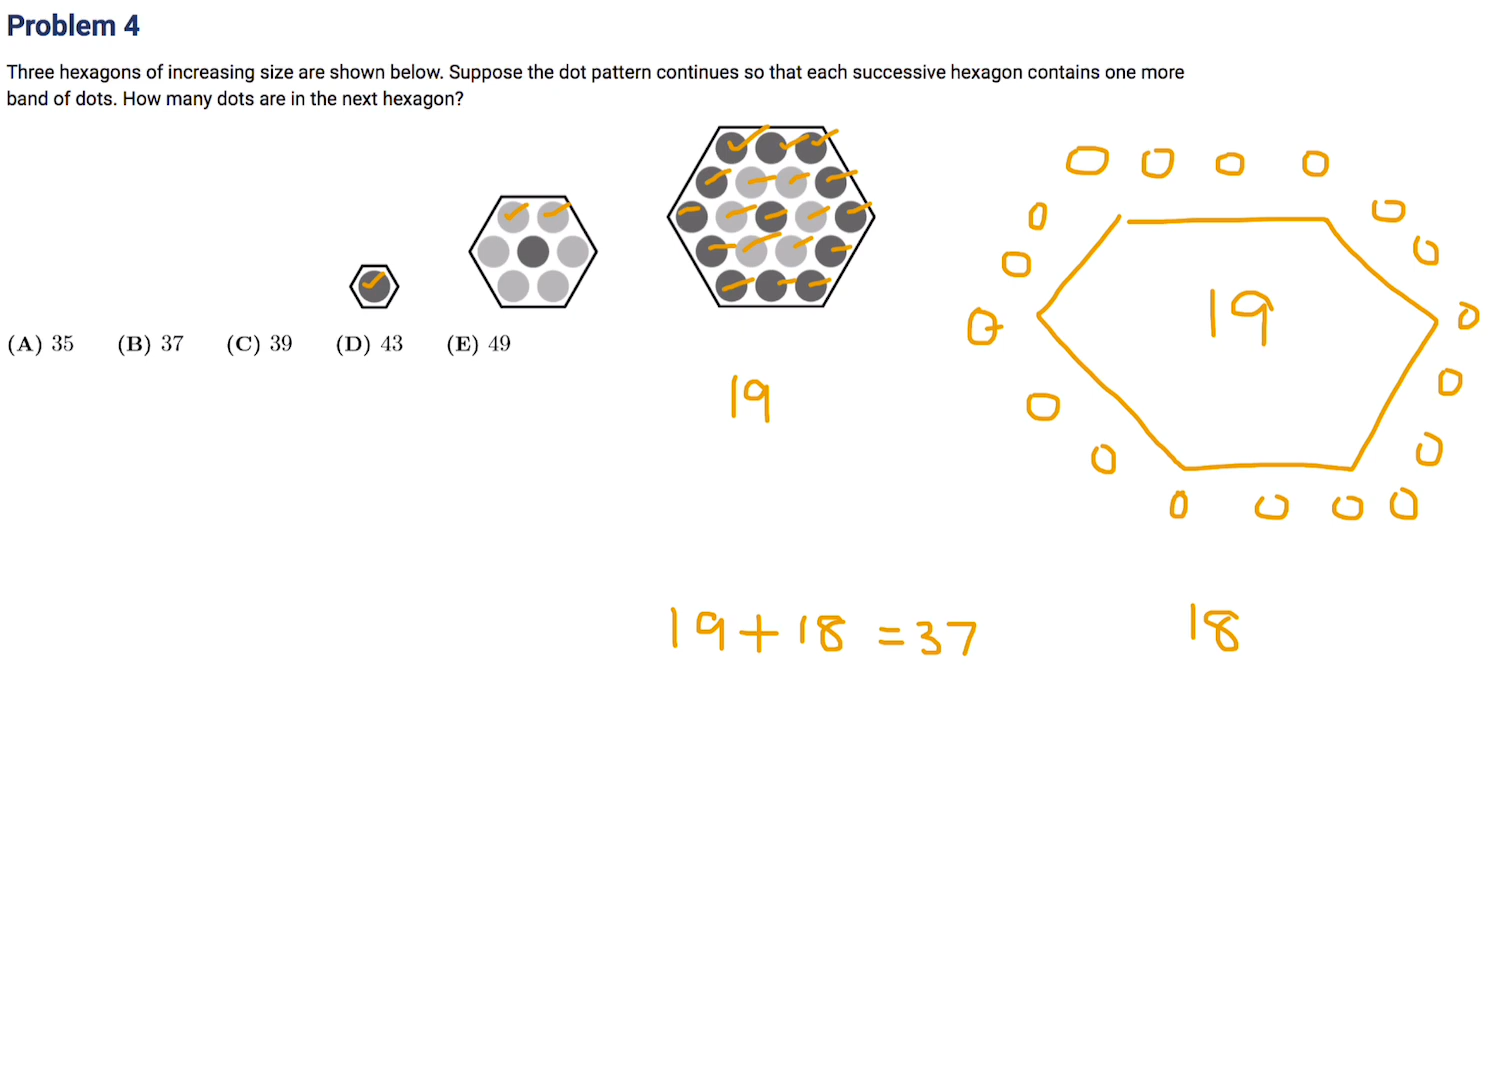 Problem 4
Three hexagons of increasing size are shown below. Suppose the dot pattern continues so that each successive hexagon contains one more
band of dots. How many dots are in the next hexagon?
19
(A) 35 (B) 37 (C) 39 (D) 43 (E) 49
19
19+18=37
18